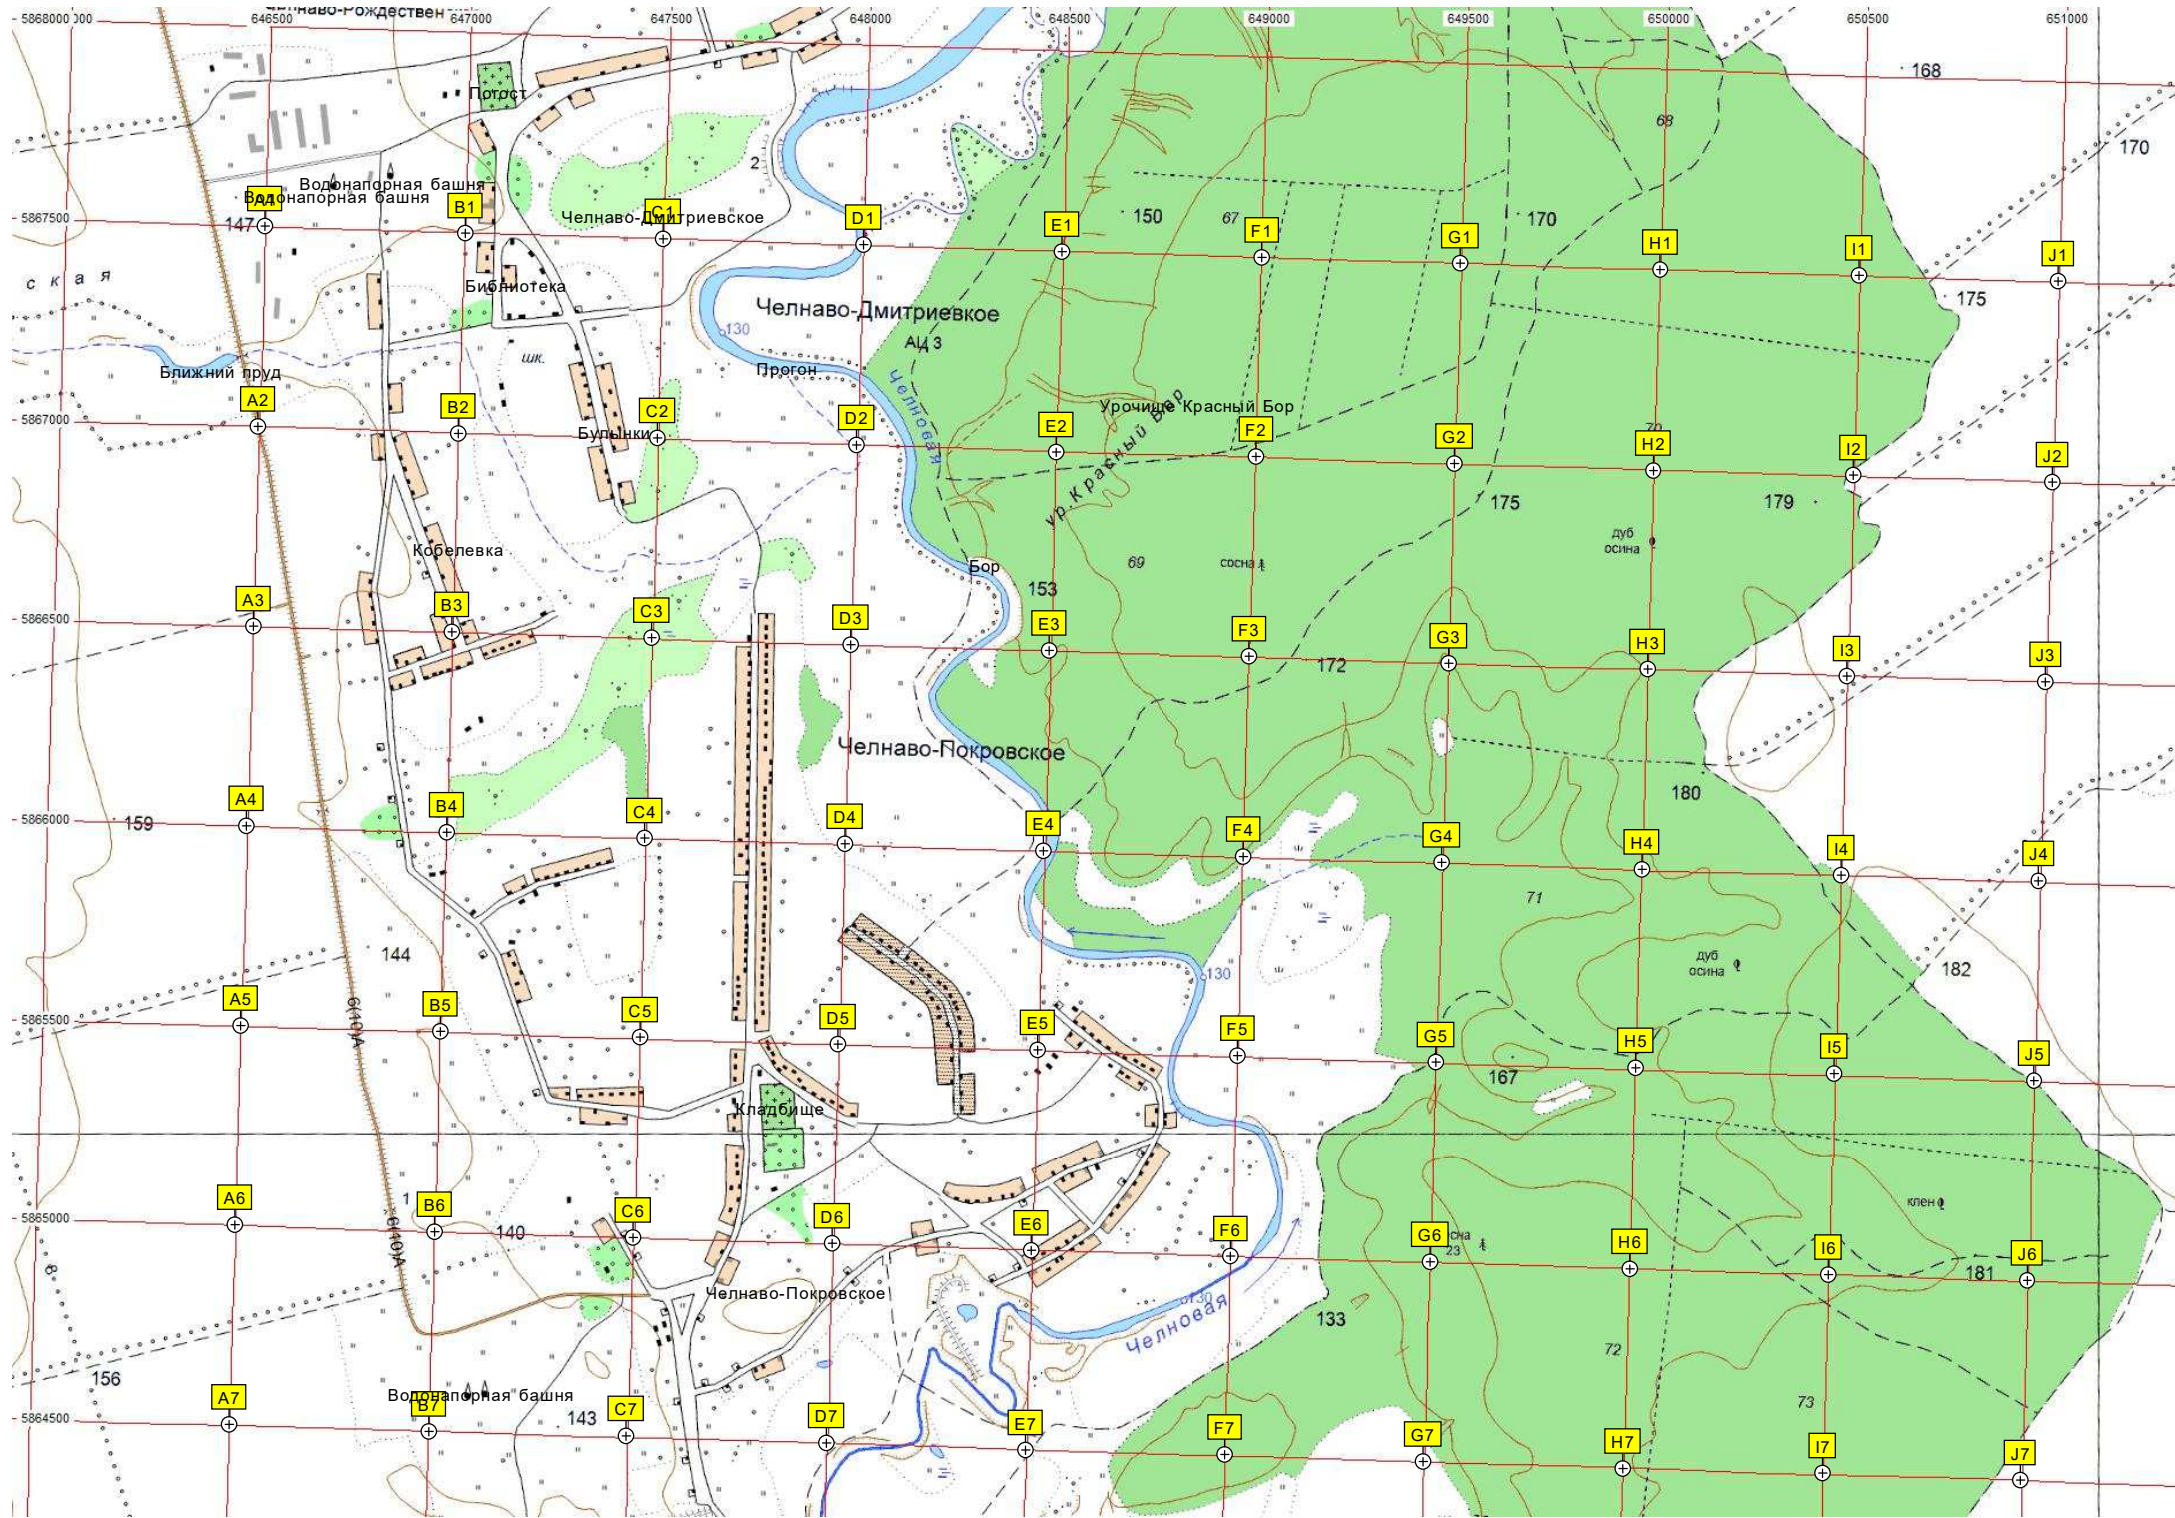 5868000 000 646500 647000 647500 648000 648500 649000 649500 650000 650500 651000
168
Погост
68
170
2
Водонапорная башня
Водонапорная башня
A1 B1 C1 D1 E1 F1 G1 H1 I1 J1
Челнаво-Дмитриевское
150
67
170
5867500
147
ская
Библиотека
175
Челнаво-Дмитриевкое
130
АЦ 3
шк.
Ближний пруд
Прогон
Челновая
A2 B2 C2 D2 E2 F2 G2 H2 I2 J2
Урочище Красный Бор
ур. Красный Бор
5867000
Булынки
70
175
179
дуб
осина
Кобелевка
69
сосна
Бор
153
A3 B3 C3 D3 E3 F3 G3 H3 I3 J3
5866500
172
Челнаво-Покровское
180
A4 B4 C4 D4 E4 F4 G4 H4 I4 J4
5866000
159
71
144
дуб
осина
182
130
A5 B5 C5 D5 E5 F5 G5 H5 I5 J5
5865500
6(10)А
167
Кладбище
клен
A6 B6 C6 D6 E6 F6 G6 H6 I6 J6
5865000
1
140
6(10)А
сна
23
181
8
Челнаво-Покровское
130
Челновая
133
72
156
Водонапорная башня
A7 B7 C7 D7 E7 F7 G7 H7 I7 J7
5864500
143
73